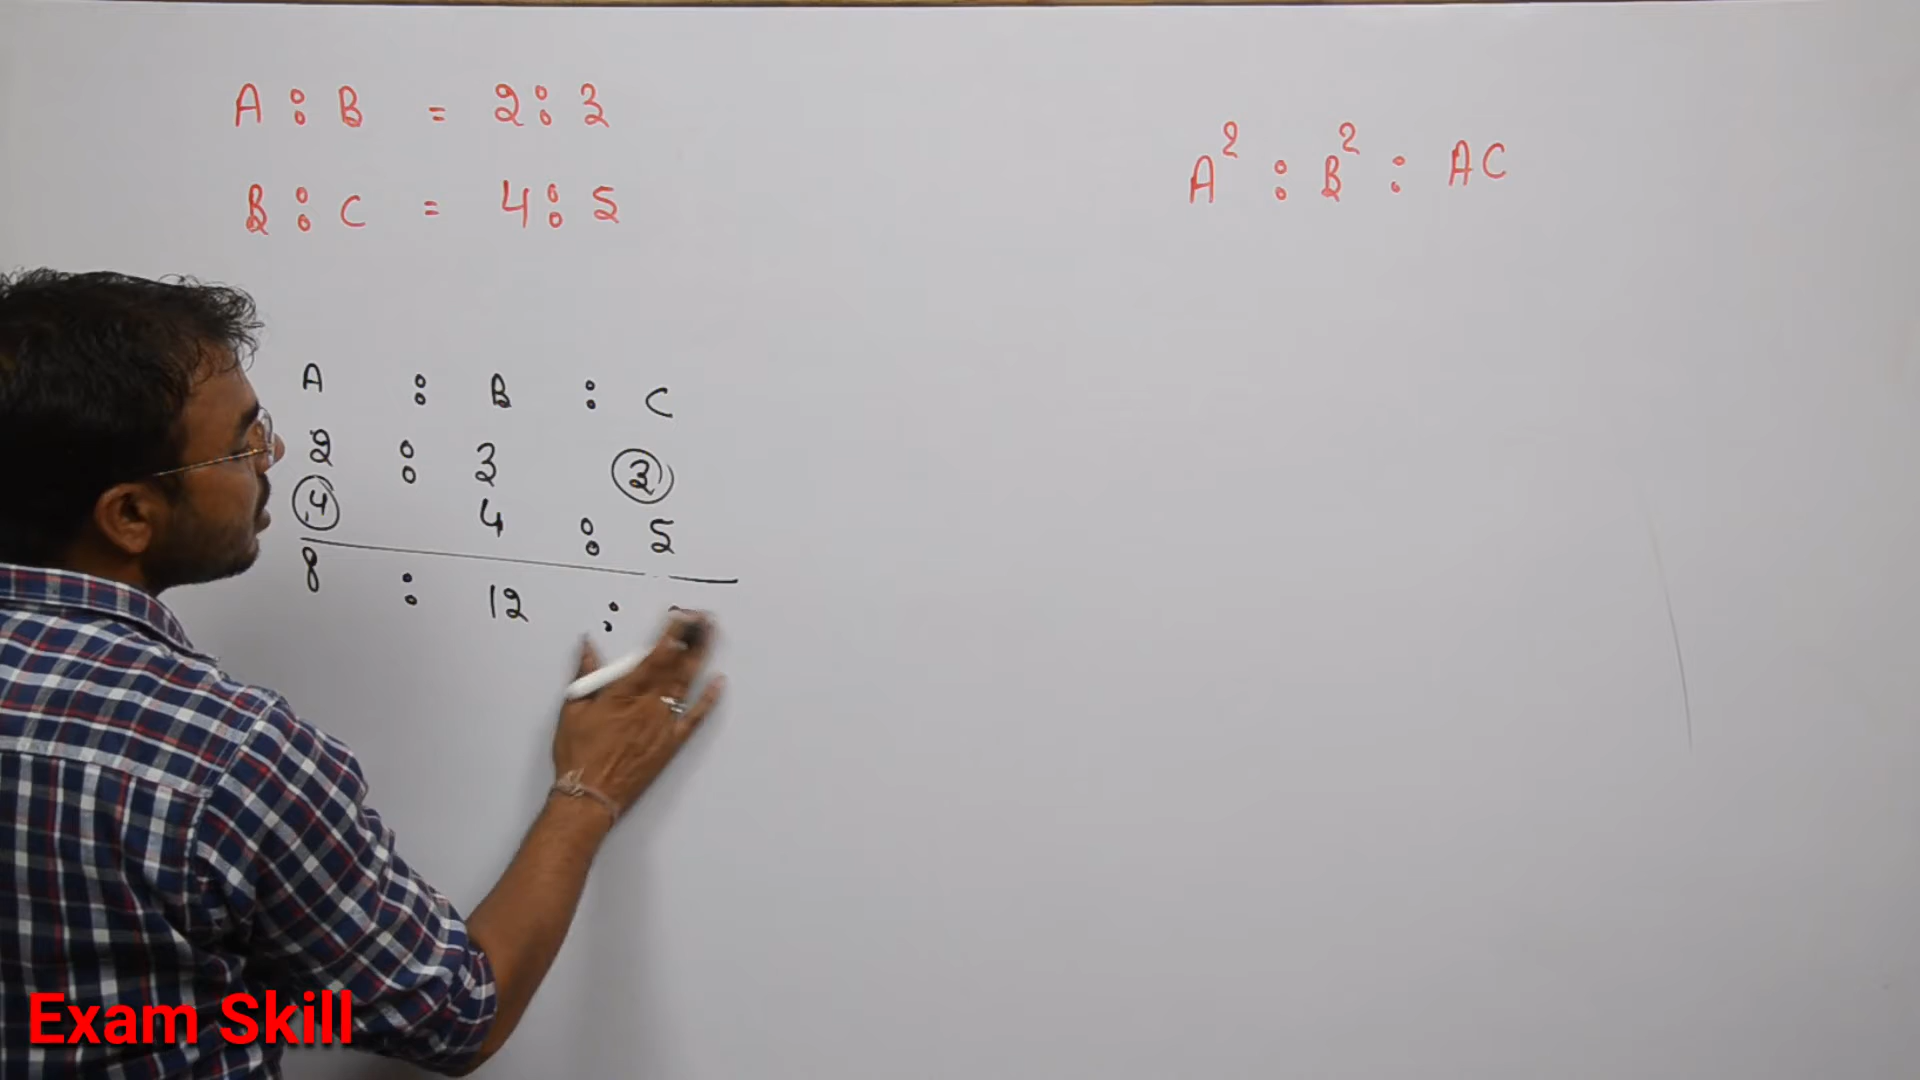 A : B = 2 : 3
B : C = 4 : 5
A² : B² : AC
A : B : C
2 : 3 3
4 4 : 5
8 : 12 :
Exam Skill